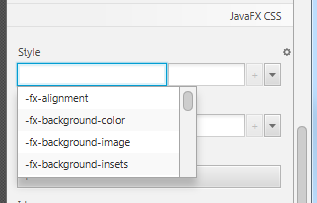 JavaFX CSS
Style
-fx-alignment
-fx-background-color
-fx-background-image
-fx-background-insets